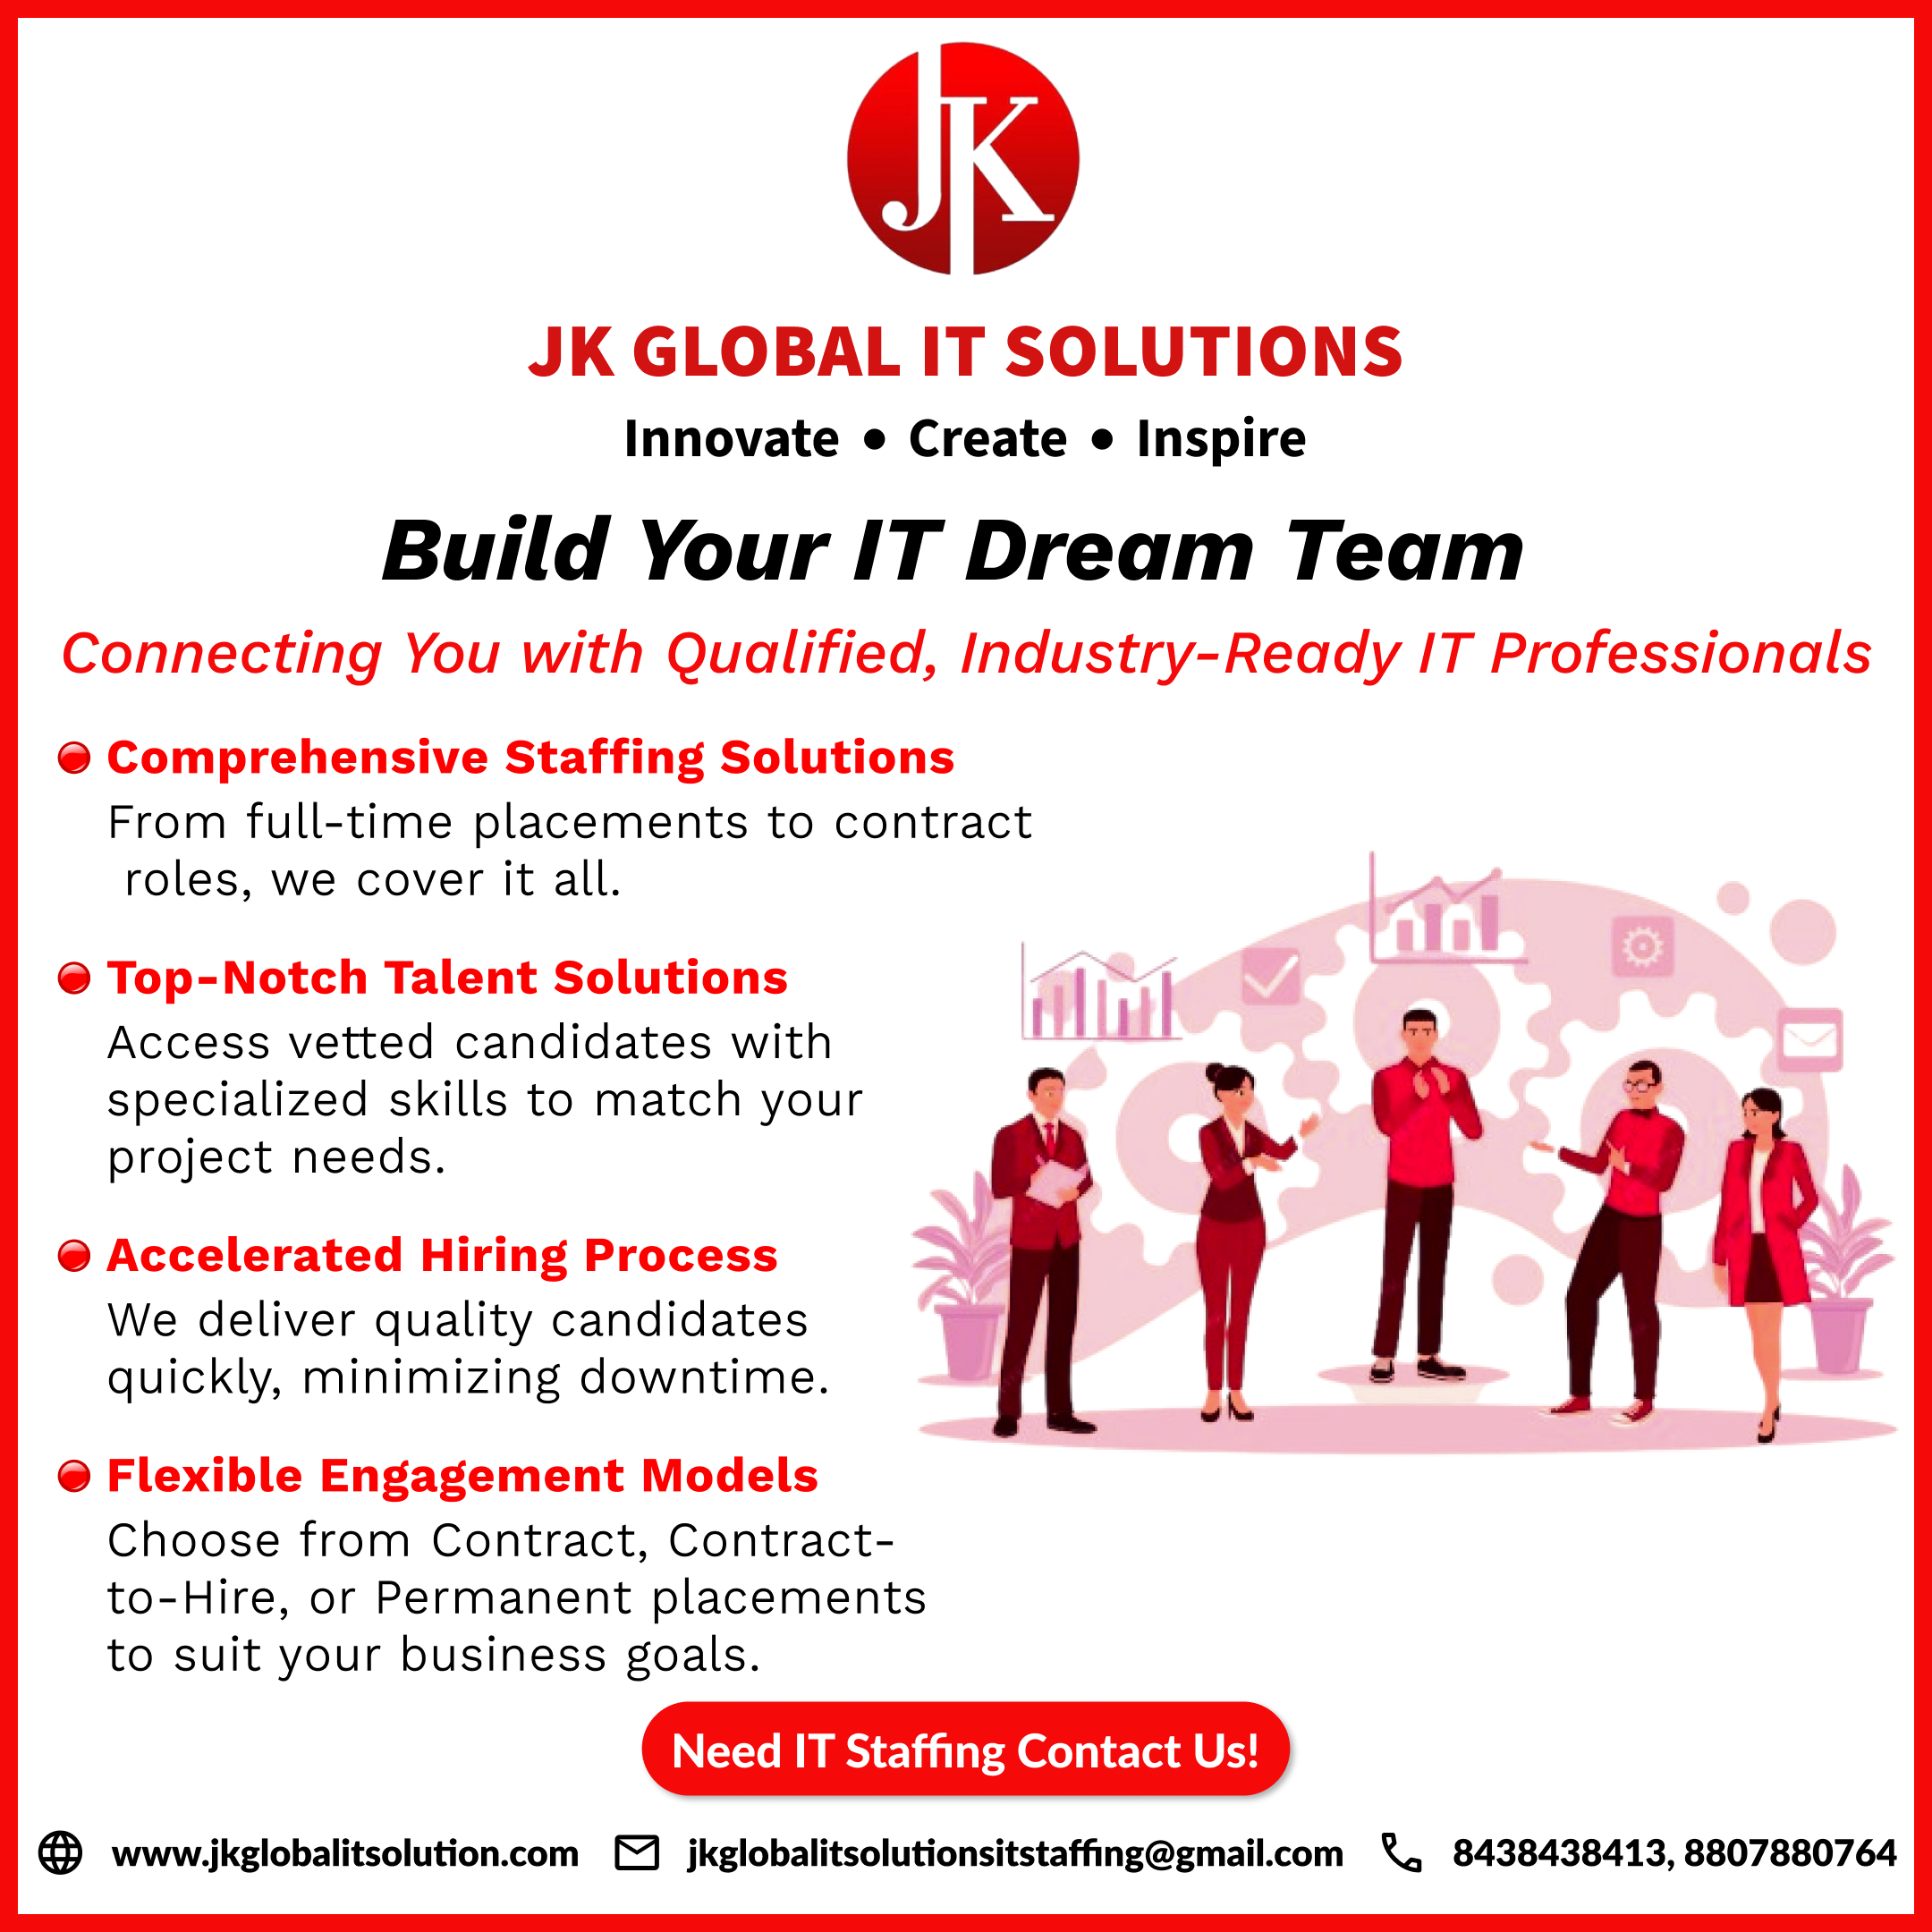 JK
JK GLOBAL IT SOLUTIONS
Innovate • Create • Inspire
Build Your IT Dream Team
Connecting You with Qualified, Industry-Ready IT Professionals
Comprehensive Staffing Solutions
From full-time placements to contract
roles, we cover it all.
Top-Notch Talent Solutions
Access vetted candidates with
specialized skills to match your
project needs.
Accelerated Hiring Process
We deliver quality candidates
quickly, minimizing downtime.
Flexible Engagement Models
Choose from Contract, Contract-
to-Hire, or Permanent placements
to suit your business goals.
Need IT Staffing Contact Us!
www.jkglobalitsolution.com jkglobalitsolutionsitstaffing@gmail.com 8438438413, 8807880764